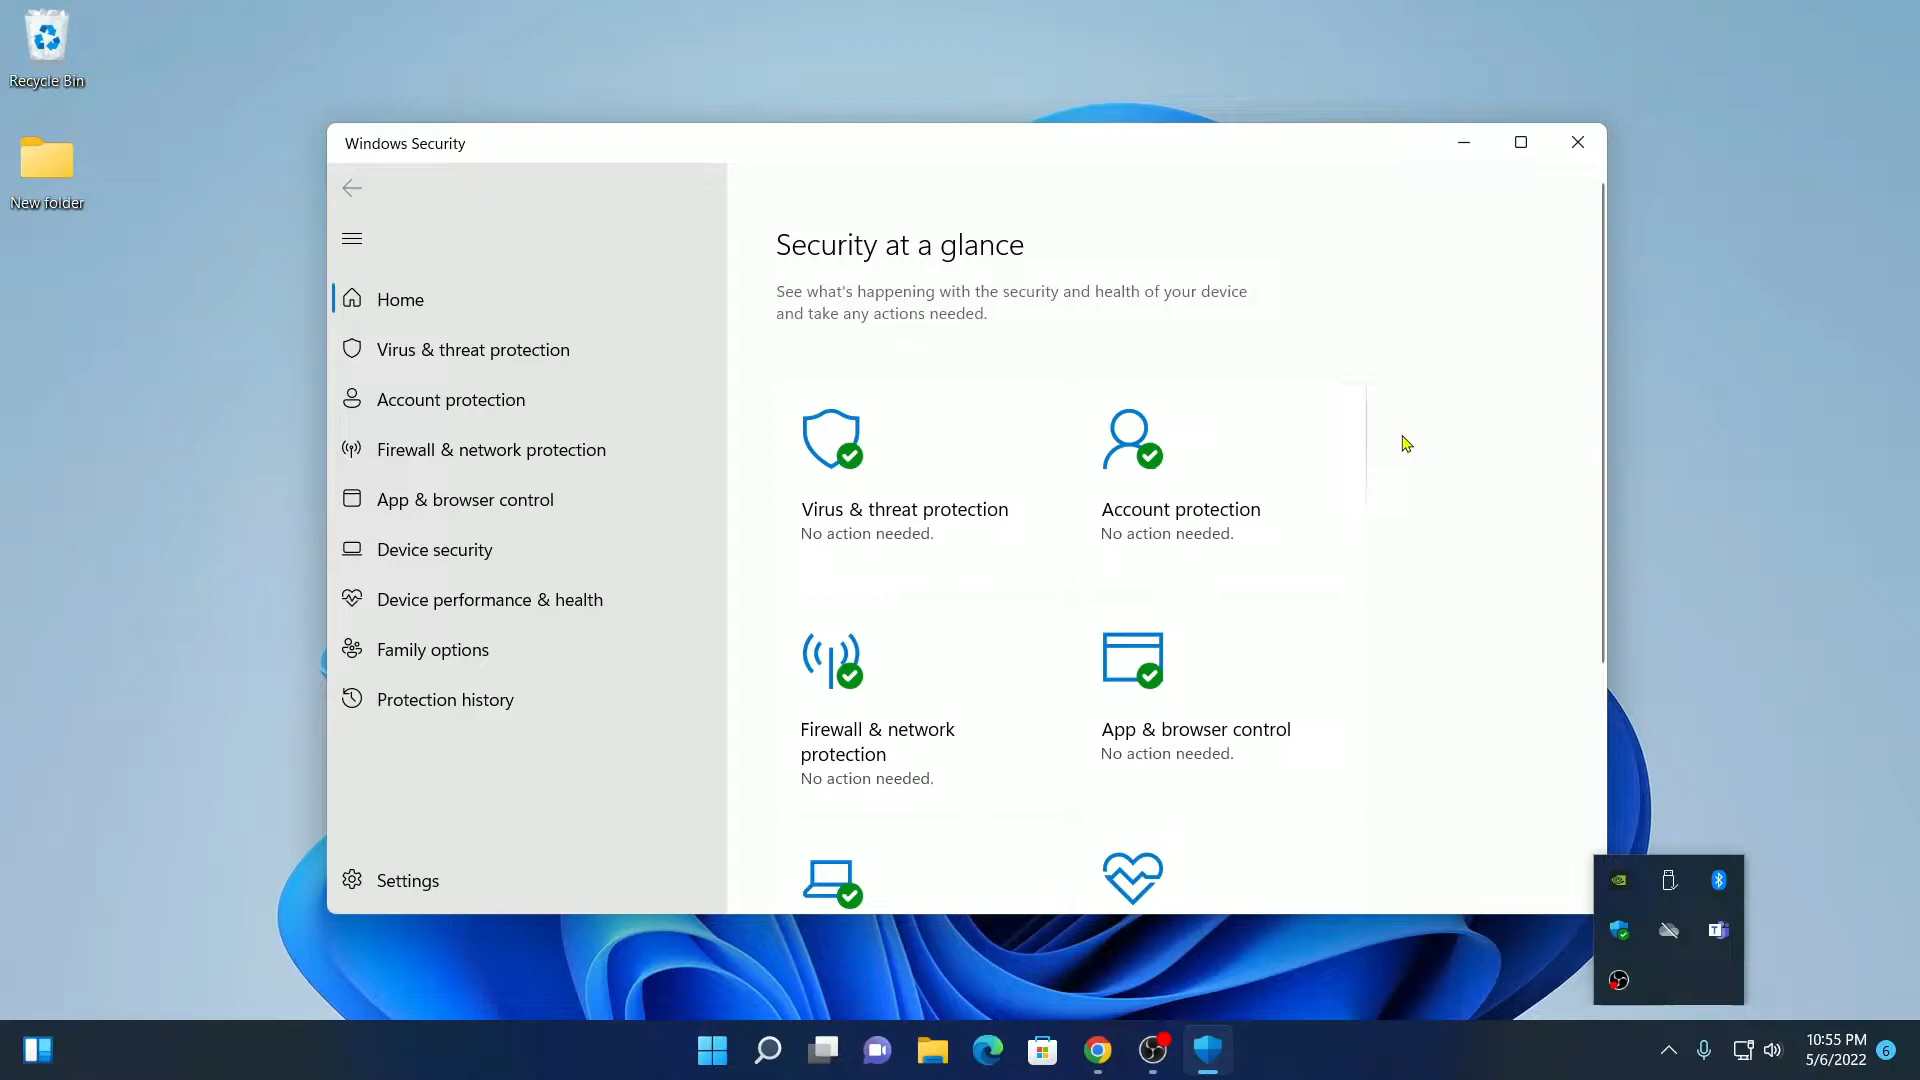 Recycle Bin
New folder
Windows Security
Home
Virus & threat protection
Account protection
Firewall & network protection
App & browser control
Device security
Device performance & health
Family options
Protection history
Settings
Security at a glance
See what's happening with the security and health of your device
and take any actions needed.
Virus & threat protection
No action needed.
Account protection
No action needed.
Firewall & network
protection
No action needed.
App & browser control
No action needed.
10:55 PM
5/6/2022
6